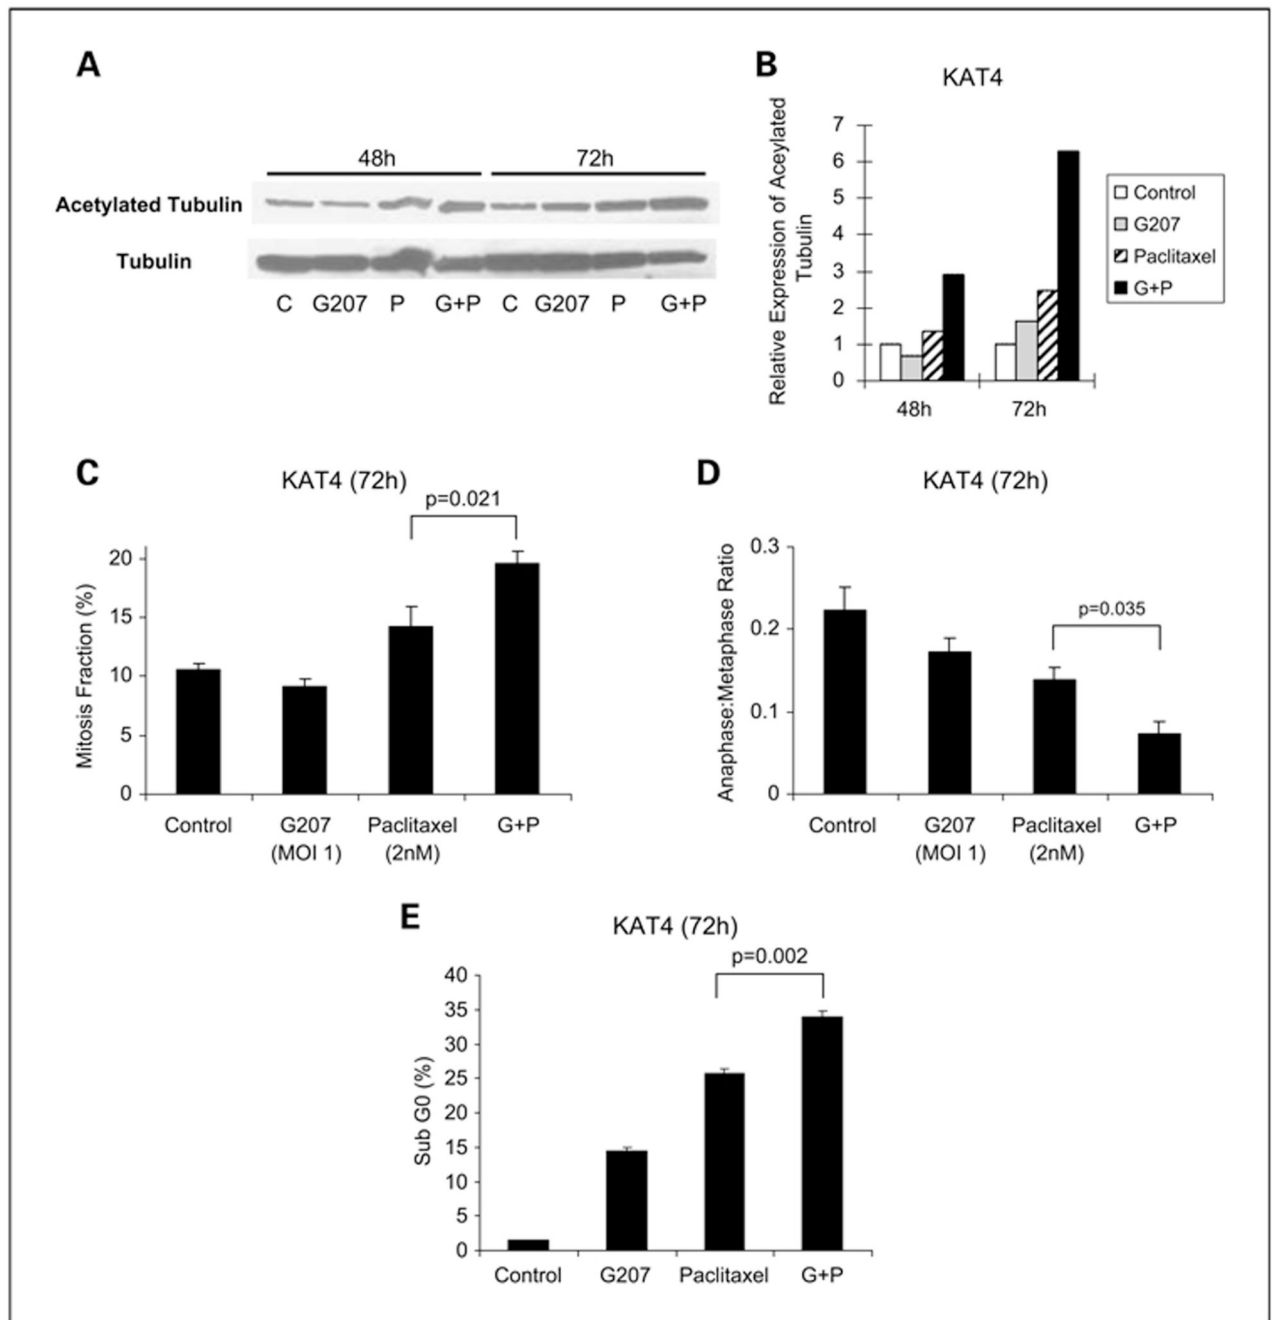 A
48h 72h
Acetylated Tubulin
Tubulin
C G207 P G+P C G207 P G+P
B
KAT4
Relative Expression of Aceylated
Tubulin
7
6
5
4
3
2
1
0
48h 72h
Control
G207
Paclitaxel
G+P
C
KAT4 (72h)
p=0.021
Mitosis Fraction (%)
20
15
10
5
0
Control G207 Paclitaxel G+P
(MOI 1) (2nM)
D
KAT4 (72h)
p=0.035
Anaphase:Metaphase Ratio
0.3
0.2
0.1
0
Control G207 Paclitaxel G+P
(MOI 1) (2nM)
E
KAT4 (72h)
p=0.002
Sub G0 (%)
40
35
30
25
20
15
10
5
0
Control G207 Paclitaxel G+P